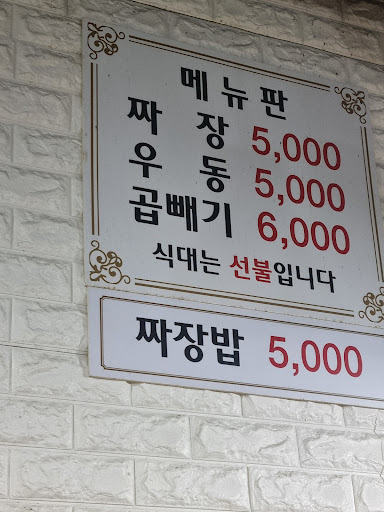 메뉴판
짜장 5,000
우동 5,000
곱빼기 6,000
식대는 선불입니다
짜장밥 5,000